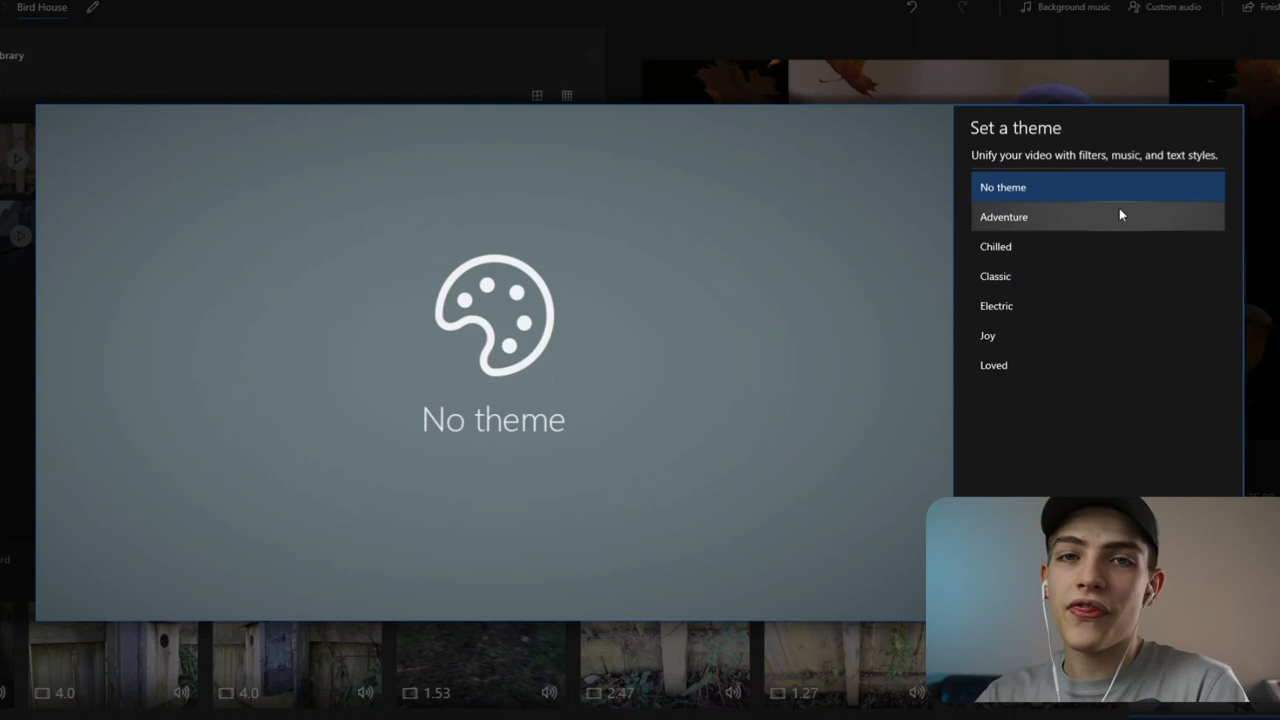 Bird House
Background music
Custom audio
Finis
brary
Set a theme
Unify your video with filters, music, and text styles.
No theme
Adventure
Chilled
Classic
Electric
Joy
Loved
No theme
rd
4.0
4.0
1.53
2.47
1.27